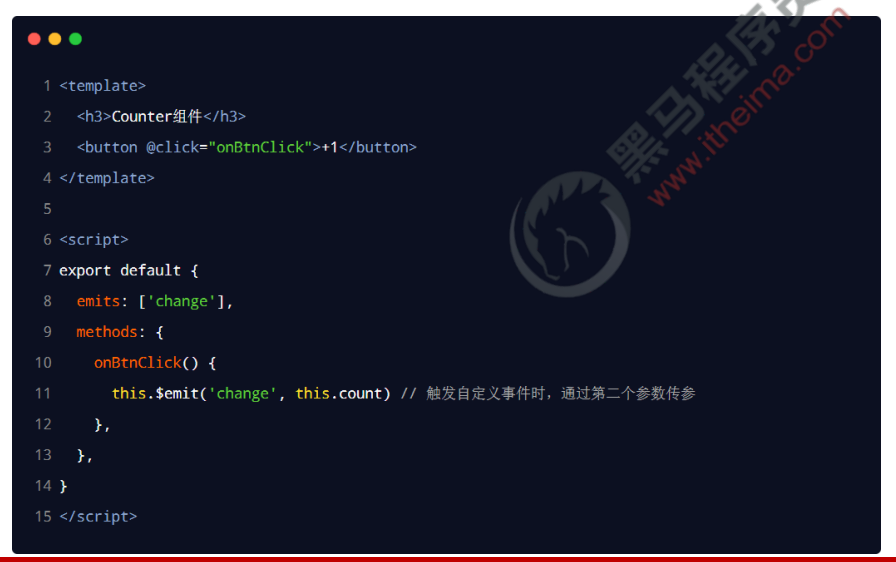 黑马程序员
www.itheima.com
1 <template>
2   <h3>Counter组件</h3>
3   <button @click="onBtnClick">+1</button>
4 </template>
5
6 <script>
7 export default {
8   emits: ['change'],
9   methods: {
10     onBtnClick() {
11       this.$emit('change', this.count) // 触发自定义事件时，通过第二个参数传参
12     },
13   },
14 }
15 </script>